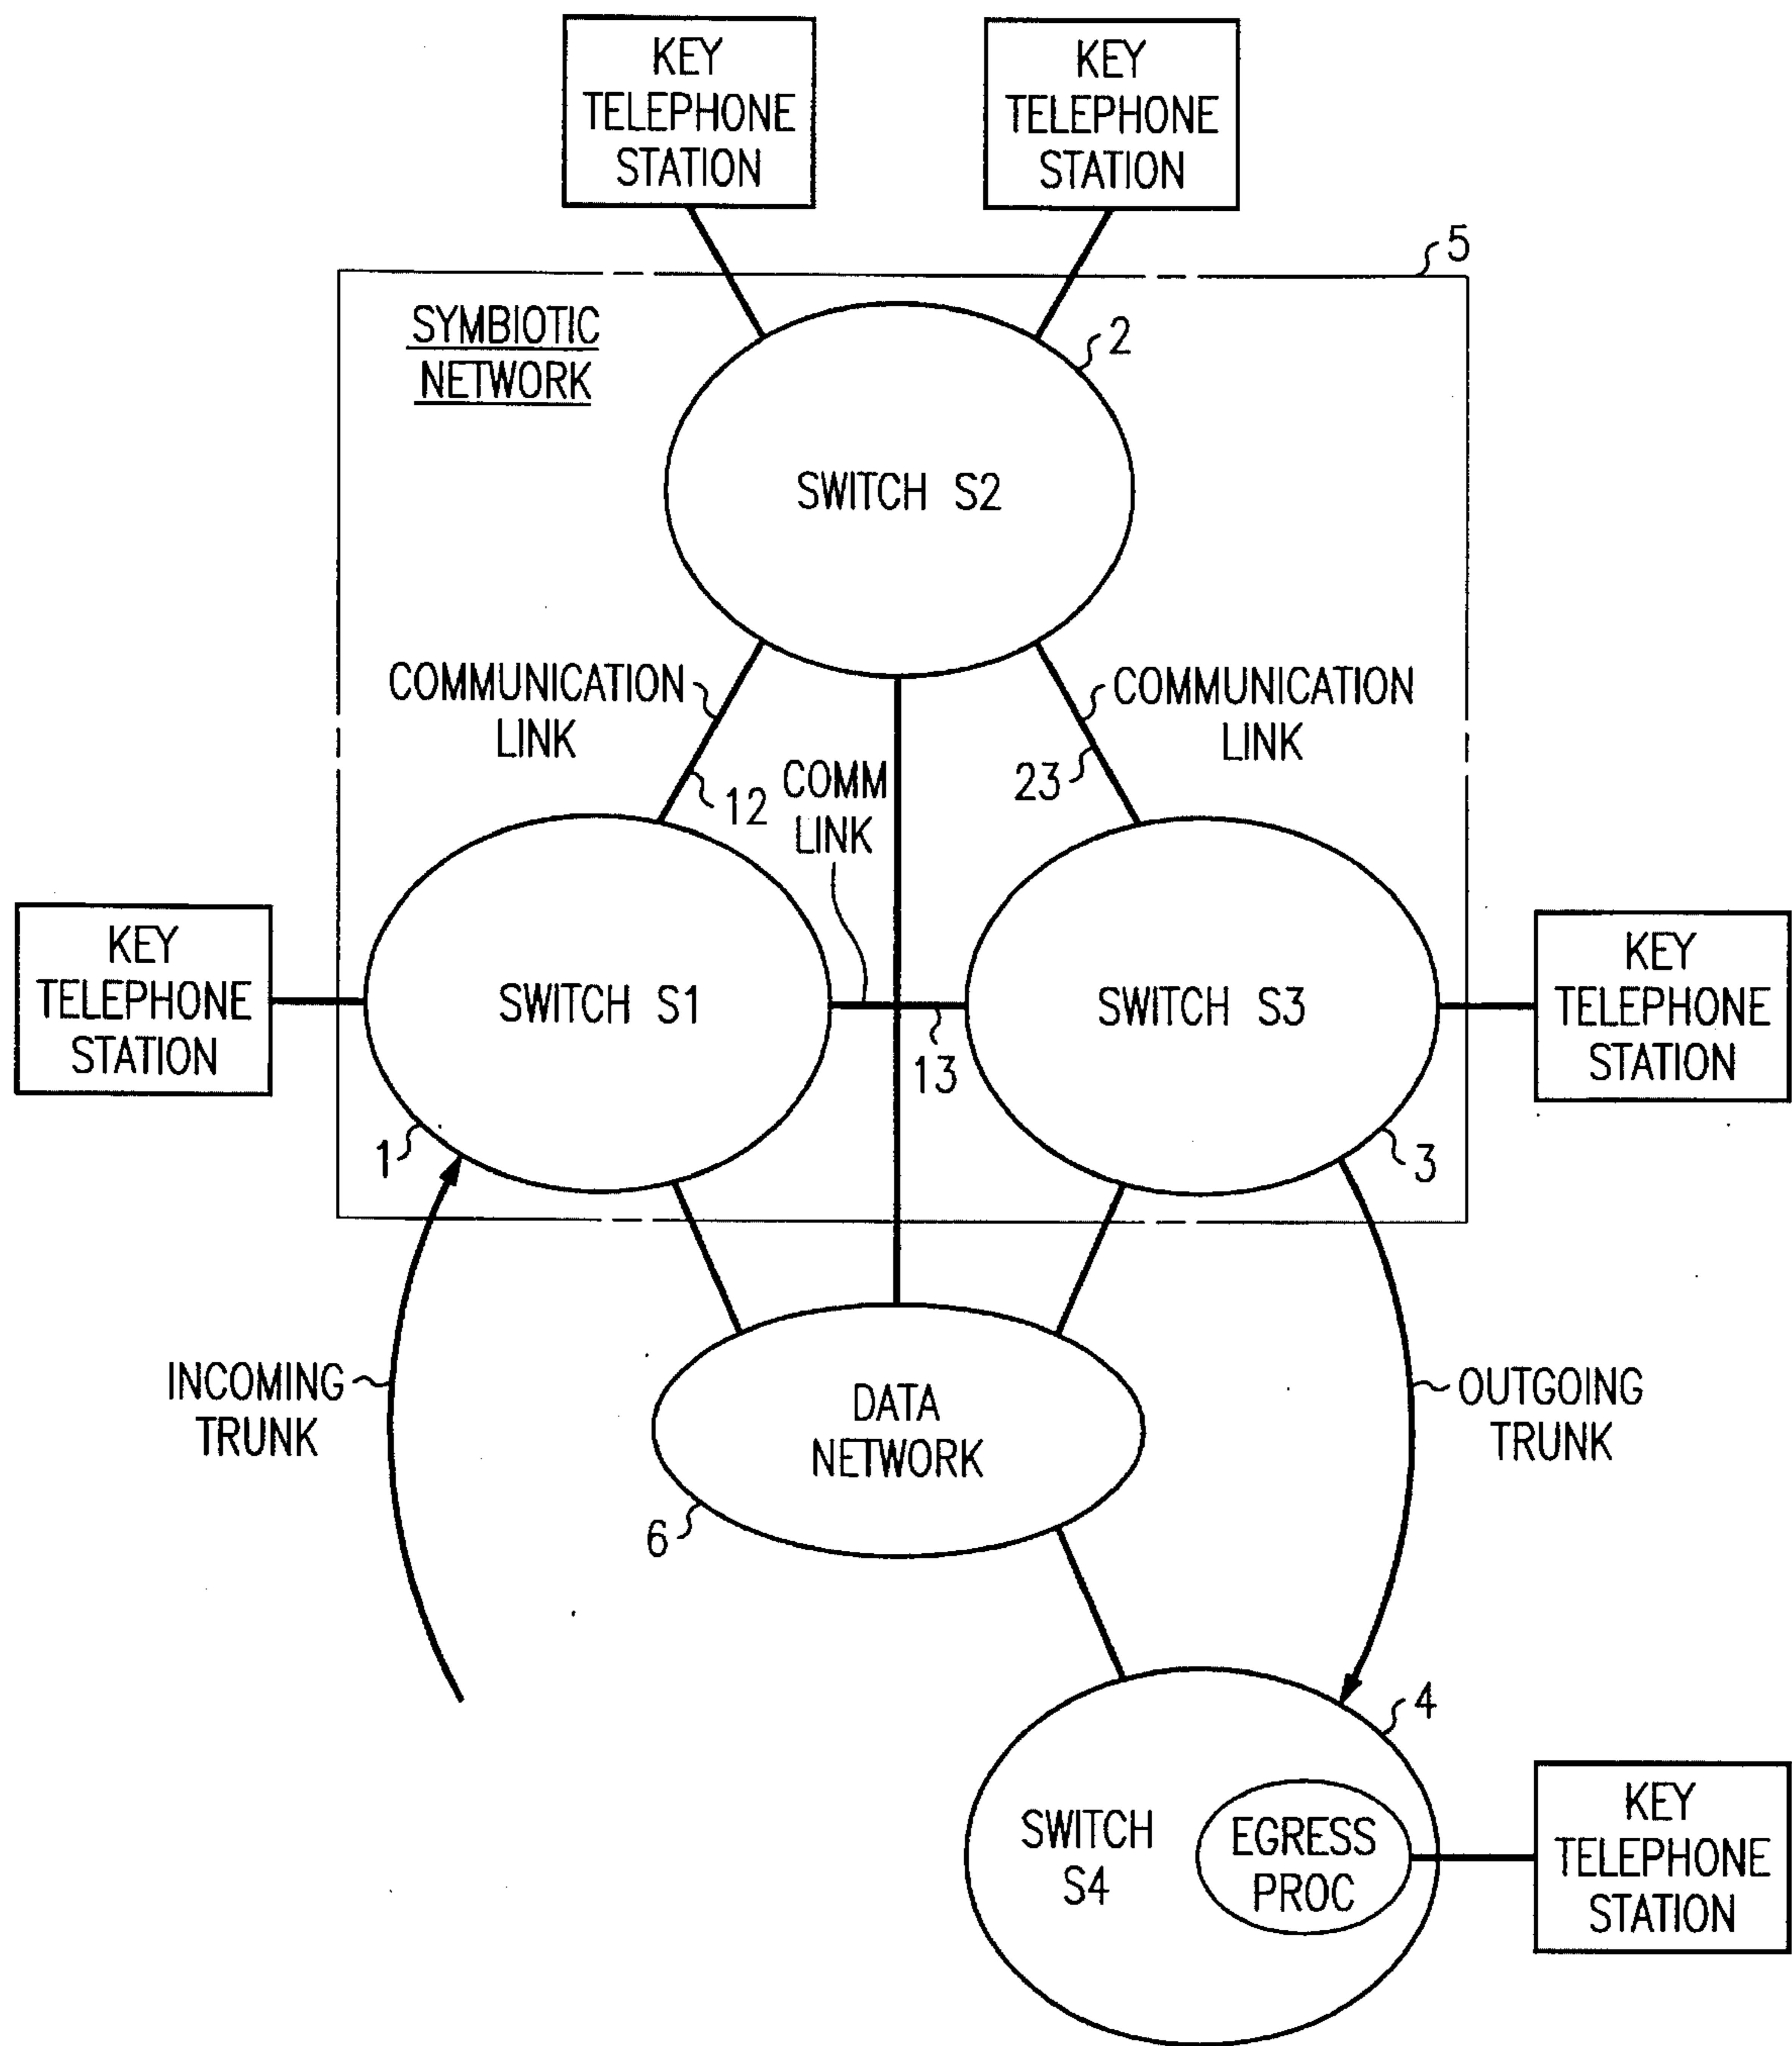 KEY
TELEPHONE
STATION
KEY
TELEPHONE
STATION
5
SYMBIOTIC
NETWORK
2
SWITCH S2
COMMUNICATION
LINK
12
COMM
LINK
COMMUNICATION
LINK
23
KEY
TELEPHONE
STATION
SWITCH S1
13
SWITCH S3
KEY
TELEPHONE
STATION
1
3
INCOMING
TRUNK
DATA
NETWORK
6
OUTGOING
TRUNK
4
SWITCH
S4
EGRESS
PROC
KEY
TELEPHONE
STATION